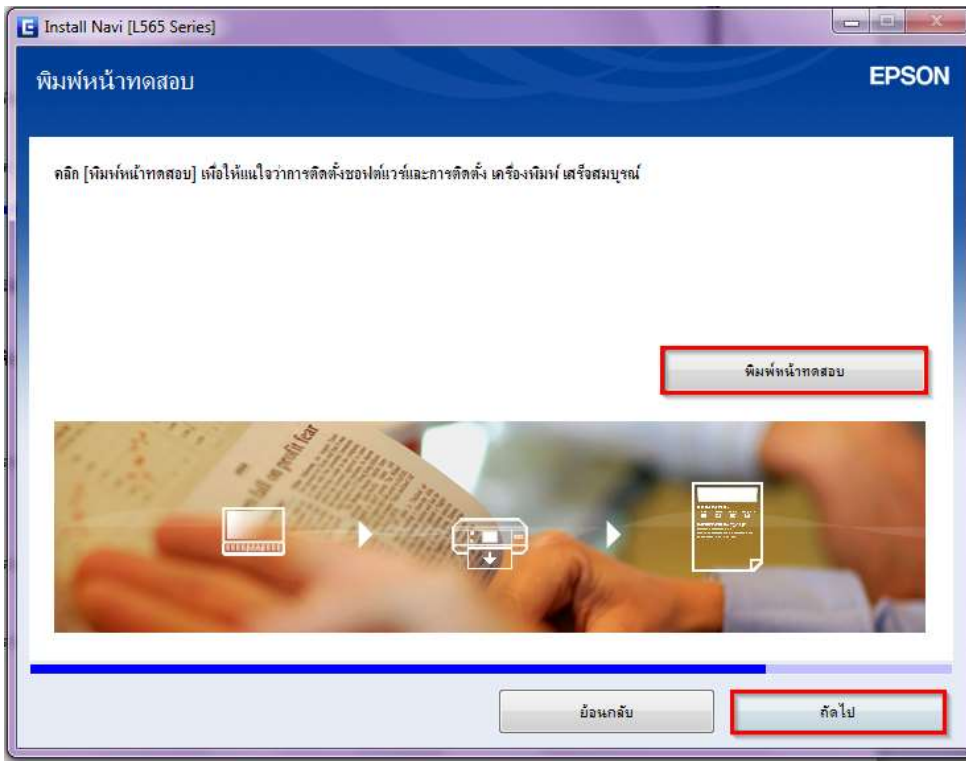 Install Navi [L565 Series]
พิมพ์หน้าทดสอบ
EPSON
คลิก [พิมพ์หน้าทดสอบ] เพื่อให้แน่ใจว่าการติดตั้งซอฟต์แวร์และการติดตั้ง เครื่องพิมพ์ เสร็จสมบูรณ์
พิมพ์หน้าทดสอบ
fall on profit fear
ย้อนกลับ
ถัดไป